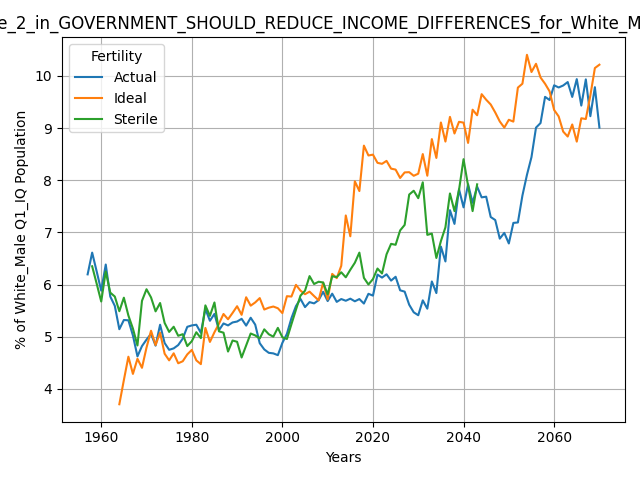 e_2_in_GOVERNMENT_SHOULD_REDUCE_INCOME_DIFFERENCES_for_White_M
Fertility
Actual
Ideal
Sterile
% of White_Male Q1_IQ Population
10
9
8
7
6
5
4
1960 1980 2000 2020 2040 2060
Years